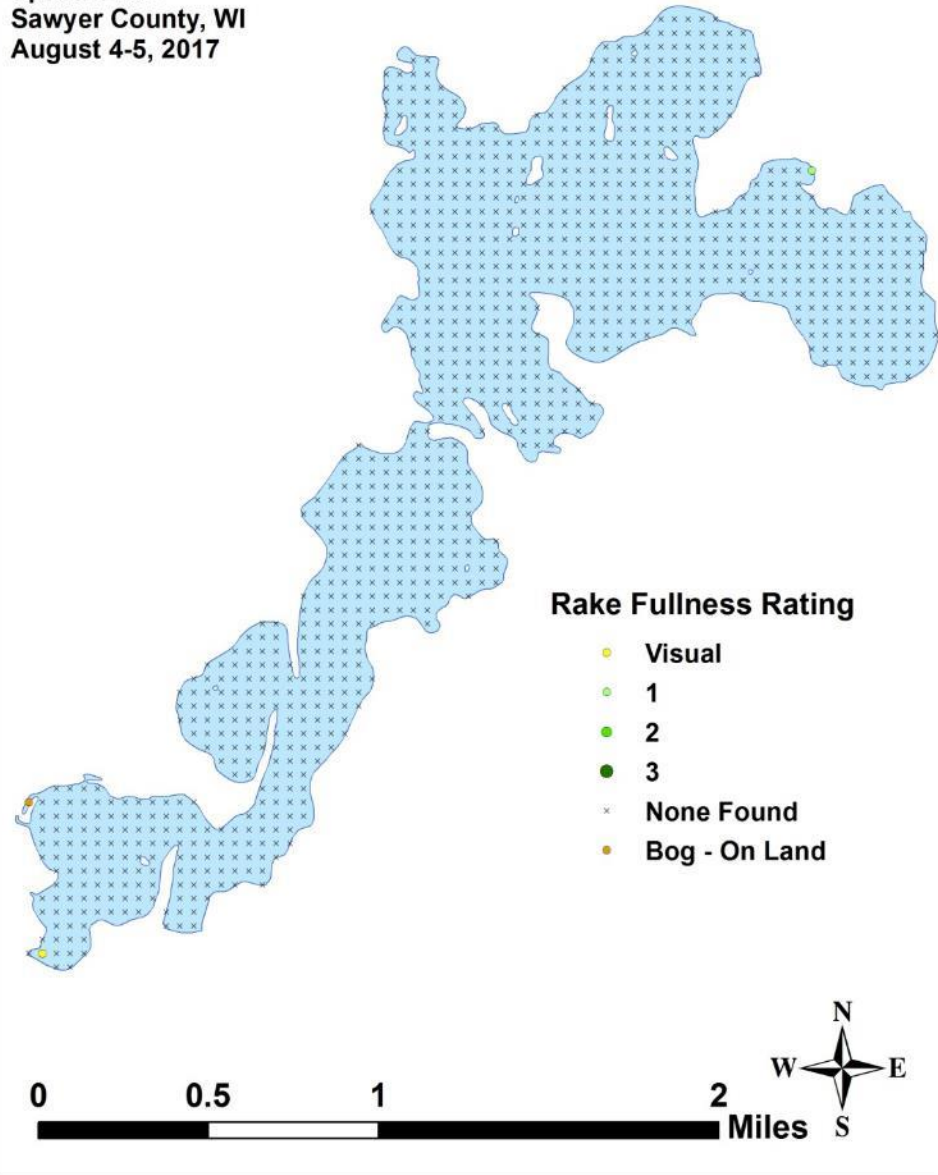 Sawyer County, WI
August 4-5, 2017
Rake Fullness Rating
Visual
1
2
3
None Found
Bog - On Land
N
W E
S
0 0.5 1 2
Miles